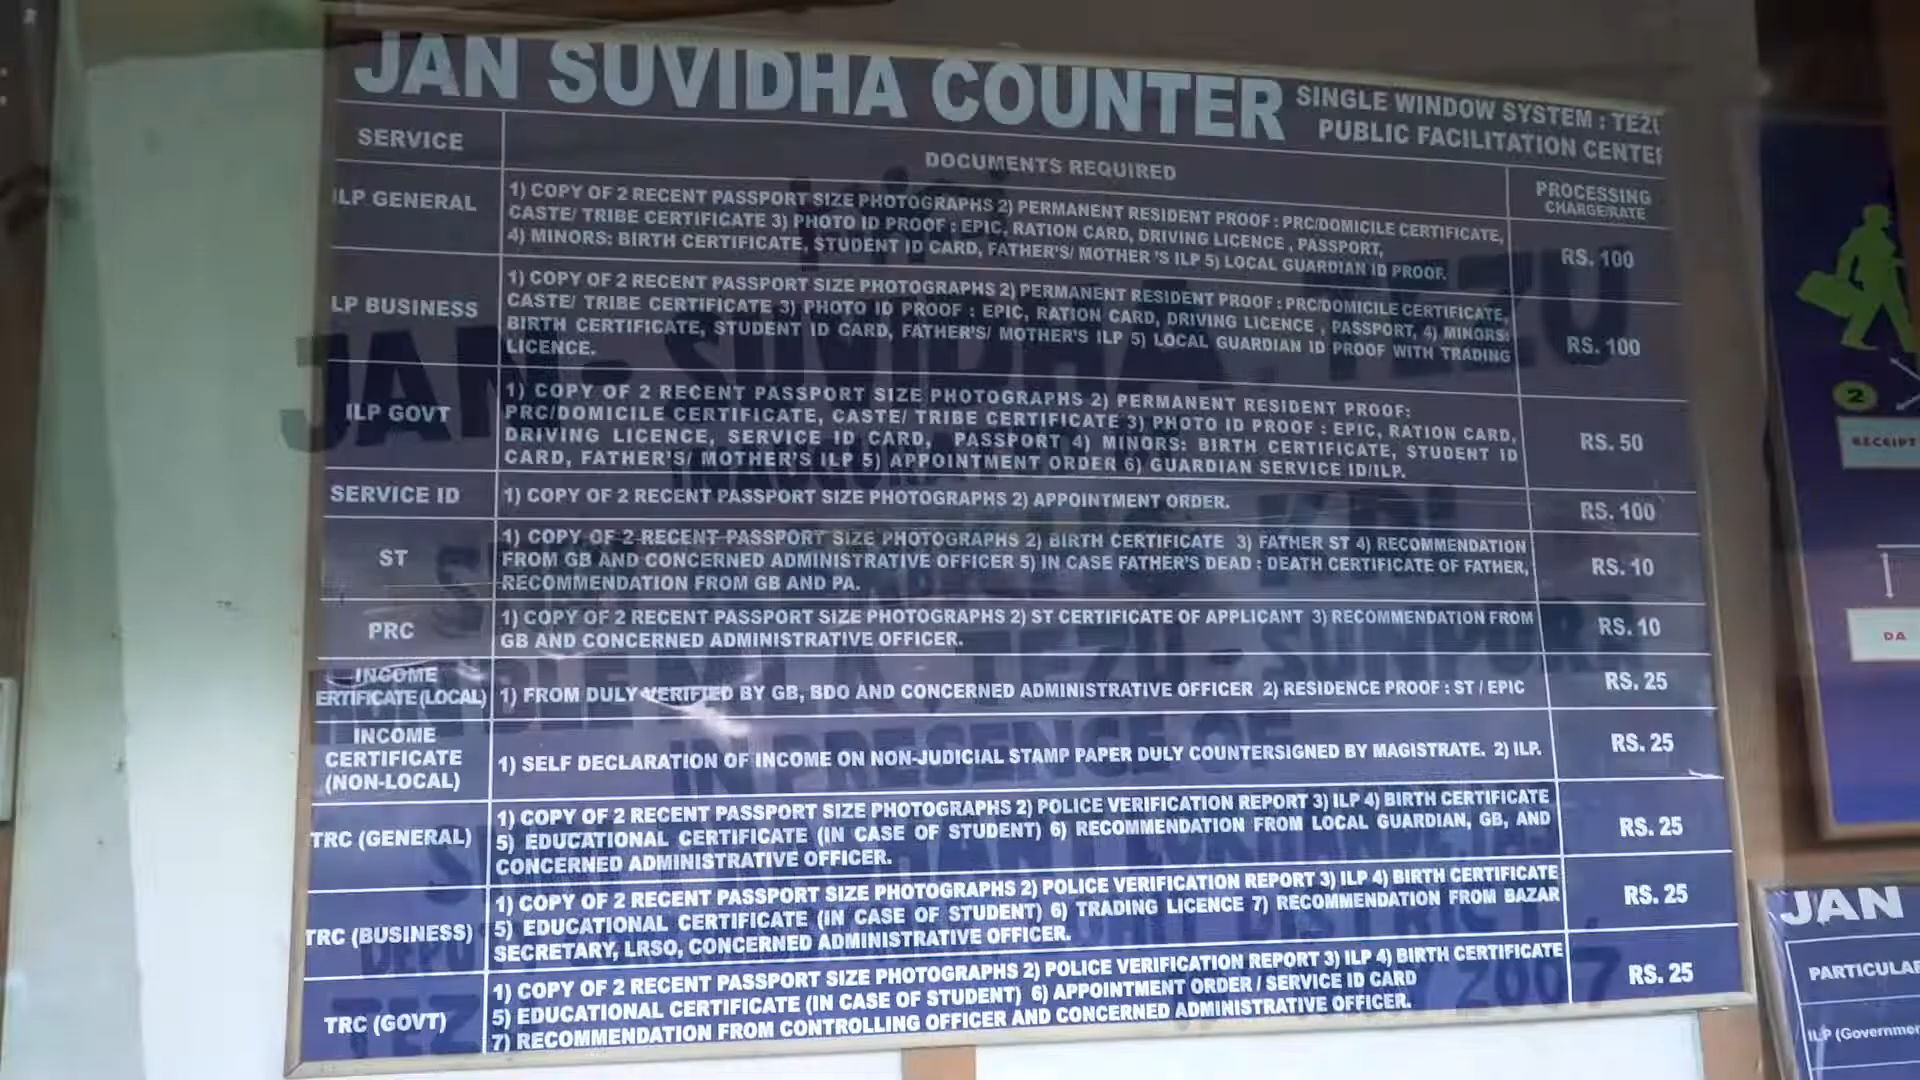 JAN SUVIDHA COUNTER
SINGLE WINDOW SYSTEM : TEZU
PUBLIC FACILITATION CENTER
SERVICE
DOCUMENTS REQUIRED
PROCESSING
CHARGE/RATE
ILP GENERAL
1) COPY OF 2 RECENT PASSPORT SIZE PHOTOGRAPHS 2) PERMANENT RESIDENT PROOF : PRC/DOMICILE CERTIFICATE,
CASTE/ TRIBE CERTIFICATE 3) PHOTO ID PROOF : EPIC, RATION CARD, DRIVING LICENCE , PASSPORT,
4) MINORS: BIRTH CERTIFICATE, STUDENT ID CARD, FATHER'S/ MOTHER 'S ILP 5) LOCAL GUARDIAN ID PROOF.
RS. 100
LP BUSINESS
1) COPY OF 2 RECENT PASSPORT SIZE PHOTOGRAPHS 2) PERMANENT RESIDENT PROOF : PRC/DOMICILE CERTIFICATE,
CASTE/ TRIBE CERTIFICATE 3) PHOTO ID PROOF : EPIC, RATION CARD, DRIVING LICENCE , PASSPORT, 4) MINORS:
BIRTH CERTIFICATE, STUDENT ID CARD, FATHER'S/ MOTHER'S ILP 5) LOCAL GUARDIAN ID PROOF WITH TRADING
LICENCE.
RS. 100
ILP GOVT
1) COPY OF 2 RECENT PASSPORT SIZE PHOTOGRAPHS 2) PERMANENT RESIDENT PROOF:
PRC/DOMICILE CERTIFICATE, CASTE/ TRIBE CERTIFICATE 3) PHOTO ID PROOF : EPIC, RATION CARD,
DRIVING LICENCE, SERVICE ID CARD, PASSPORT 4) MINORS: BIRTH CERTIFICATE, STUDENT ID
CARD, FATHER'S/ MOTHER'S ILP 5) APPOINTMENT ORDER 6) GUARDIAN SERVICE ID/ILP.
RS. 50
SERVICE ID
1) COPY OF 2 RECENT PASSPORT SIZE PHOTOGRAPHS 2) APPOINTMENT ORDER.
RS. 100
ST
1) COPY OF 2 RECENT PASSPORT SIZE PHOTOGRAPHS 2) BIRTH CERTIFICATE 3) FATHER ST 4) RECOMMENDATION
FROM GB AND CONCERNED ADMINISTRATIVE OFFICER 5) IN CASE FATHER'S DEAD : DEATH CERTIFICATE OF FATHER,
RECOMMENDATION FROM GB AND PA.
RS. 10
PRC
1) COPY OF 2 RECENT PASSPORT SIZE PHOTOGRAPHS 2) ST CERTIFICATE OF APPLICANT 3) RECOMMENDATION FROM
GB AND CONCERNED ADMINISTRATIVE OFFICER.
RS. 10
INCOME
ERTIFICATE (LOCAL)
1) FROM DULY VERIFIED BY GB, BDO AND CONCERNED ADMINISTRATIVE OFFICER 2) RESIDENCE PROOF : ST / EPIC
RS. 25
INCOME
CERTIFICATE
(NON-LOCAL)
1) SELF DECLARATION OF INCOME ON NON-JUDICIAL STAMP PAPER DULY COUNTERSIGNED BY MAGISTRATE. 2) ILP.
RS. 25
TRC (GENERAL)
1) COPY OF 2 RECENT PASSPORT SIZE PHOTOGRAPHS 2) POLICE VERIFICATION REPORT 3) ILP 4) BIRTH CERTIFICATE
5) EDUCATIONAL CERTIFICATE (IN CASE OF STUDENT) 6) RECOMMENDATION FROM LOCAL GUARDIAN, GB, AND
CONCERNED ADMINISTRATIVE OFFICER.
RS. 25
TRC (BUSINESS)
1) COPY OF 2 RECENT PASSPORT SIZE PHOTOGRAPHS 2) POLICE VERIFICATION REPORT 3) ILP 4) BIRTH CERTIFICATE
5) EDUCATIONAL CERTIFICATE (IN CASE OF STUDENT) 6) TRADING LICENCE 7) RECOMMENDATION FROM BAZAR
SECRETARY, LRSO, CONCERNED ADMINISTRATIVE OFFICER.
RS. 25
TRC (GOVT)
1) COPY OF 2 RECENT PASSPORT SIZE PHOTOGRAPHS 2) POLICE VERIFICATION REPORT 3) ILP 4) BIRTH CERTIFICATE
5) EDUCATIONAL CERTIFICATE (IN CASE OF STUDENT) 6) APPOINTMENT ORDER / SERVICE ID CARD
7) RECOMMENDATION FROM CONTROLLING OFFICER AND CONCERNED ADMINISTRATIVE OFFICER.
RS. 25
JAN - SUVIDHA, TEZU
HON'BLE MLA, TEZU - SUNPURA
IN PRESENCE OF
DISTRICT,
2007
2
RECEIPT
DA
JAN
PARTICULAR
ILP (Governmen